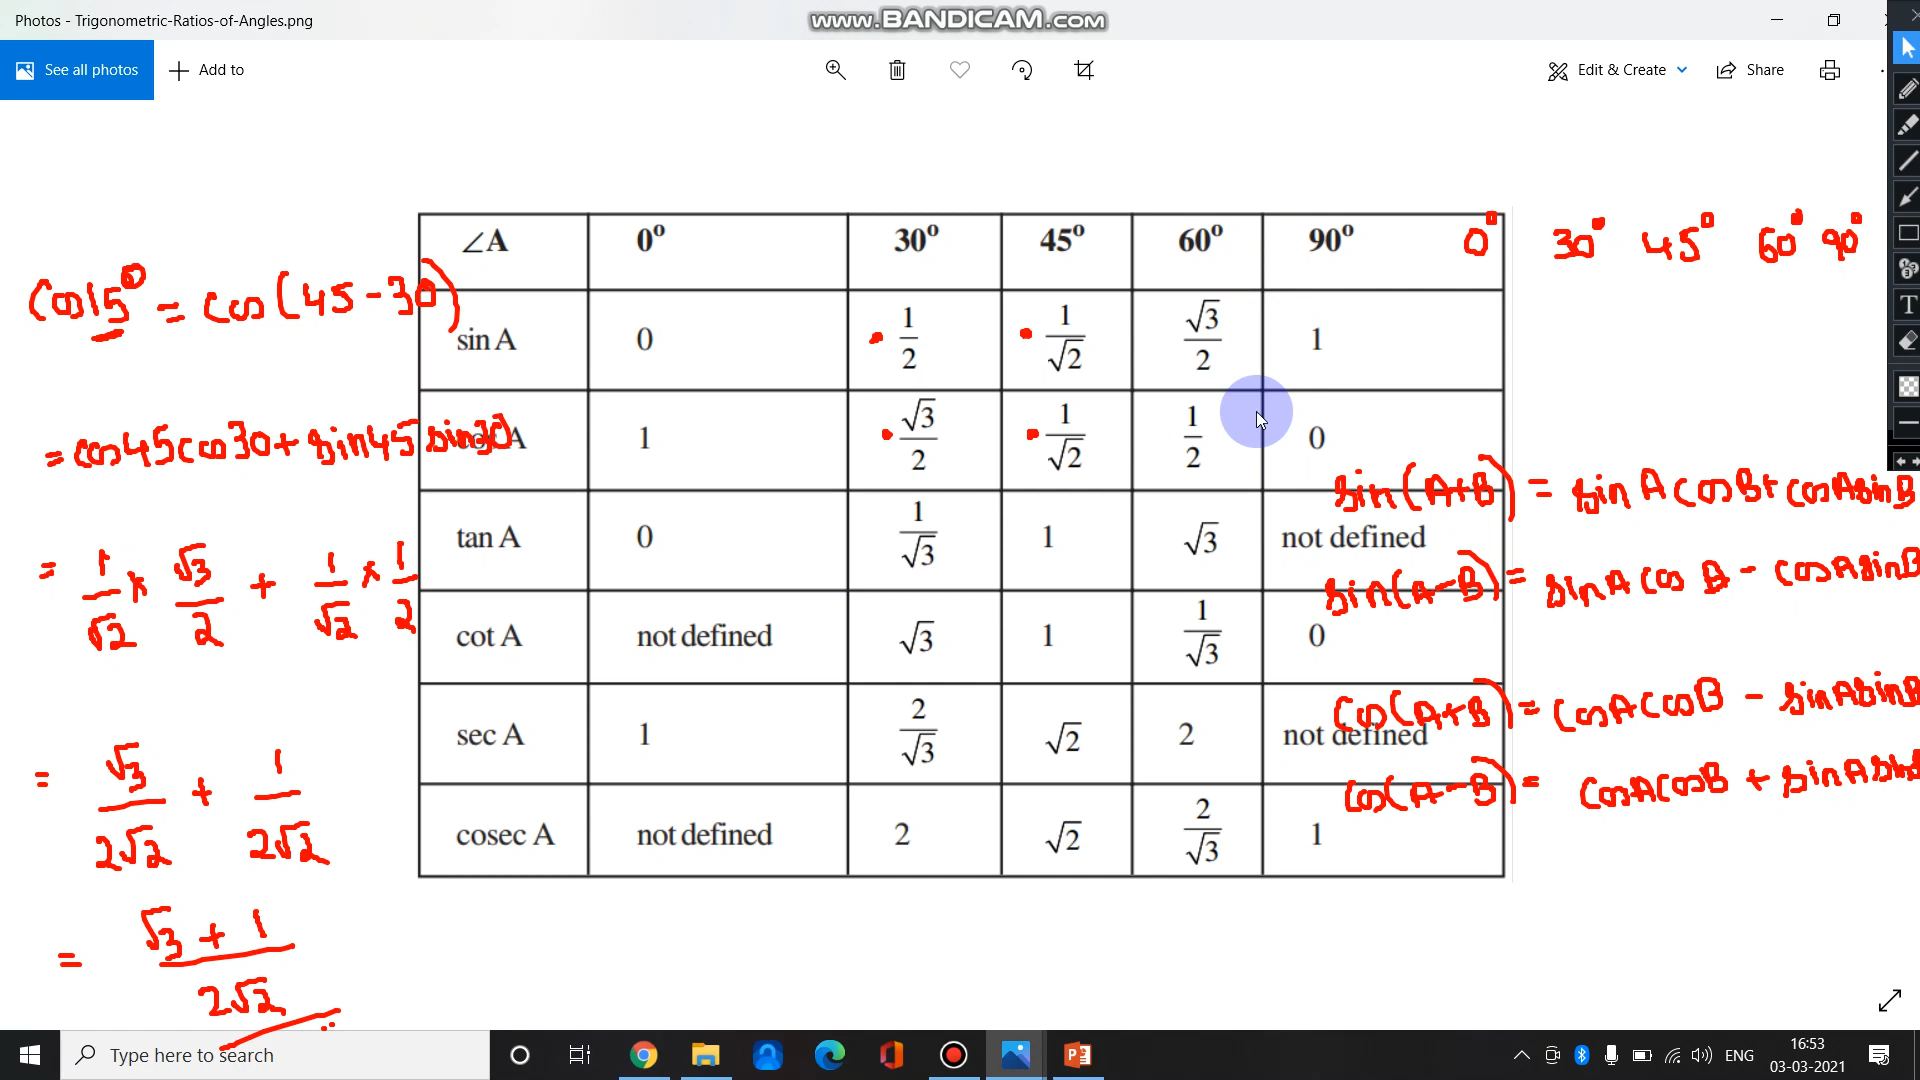 Photos - Trigonometric-Ratios-of-Angles.png
www.BANDICAM.com
See all photos
Add to
Edit & Create
Share
∠A 0° 30° 45° 60° 90°
0° 30° 45° 60° 90°
cos15° = cos(45-30)
sin A 0 1/2 1/√2 √3/2 1
A 1 √3/2 1/√2 1/2 0
= cos45cos30+sin45sin30
sin(A+B) = sinAcosB+cosAsinB
tan A 0 1/√3 1 √3 not defined
= 1/√2 × √3/2 + 1/√2 × 1/2
sin(A-B) = sinAcos B - cosAsinB
cot A not defined √3 1 1/√3 0
cos(A+B) = cosAcosB - sinAsinB
sec A 1 2/√3 √2 2 not defined
= √3/2√2 + 1/2√2
cos(A-B) = cosAcosB + sinAsinB
cosec A not defined 2 √2 2/√3 1
= √3+1/2√2
Type here to search
ENG
16:53
03-03-2021